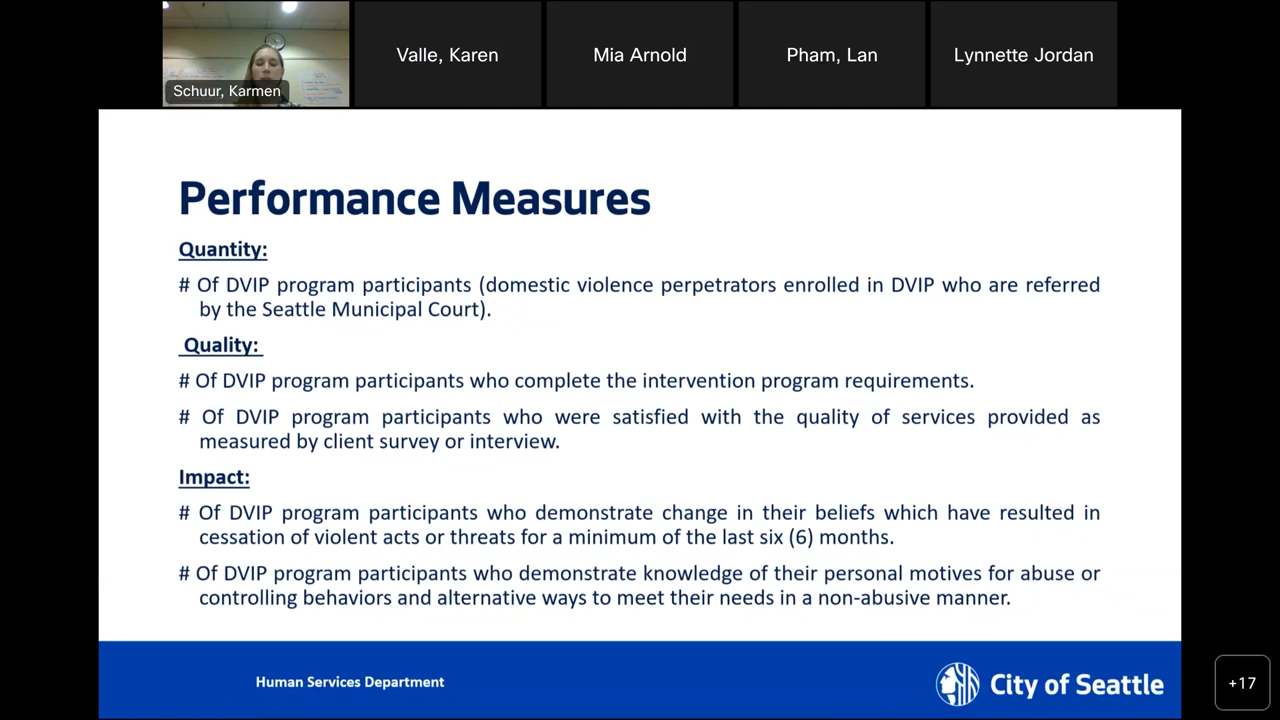 Schuur, Karmen
Valle, Karen
Mia Arnold
Pham, Lan
Lynnette Jordan
Performance Measures
Quantity:
# Of DVIP program participants (domestic violence perpetrators enrolled in DVIP who are referred
by the Seattle Municipal Court).
Quality:
# Of DVIP program participants who complete the intervention program requirements.
# Of DVIP program participants who were satisfied with the quality of services provided as
measured by client survey or interview.
Impact:
# Of DVIP program participants who demonstrate change in their beliefs which have resulted in
cessation of violent acts or threats for a minimum of the last six (6) months.
# Of DVIP program participants who demonstrate knowledge of their personal motives for abuse or
controlling behaviors and alternative ways to meet their needs in a non-abusive manner.
Human Services Department
City of Seattle
+17